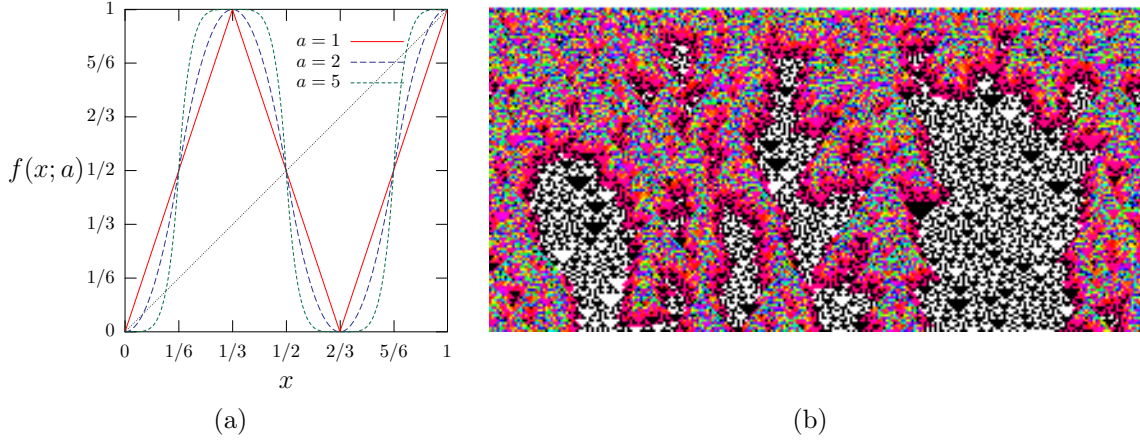 1
5/6
2/3
f(x; a) 1/2
1/3
1/6
0
a = 1
a = 2
a = 5
0 1/6 1/3 1/2 2/3 5/6 1
x
(a) (b)